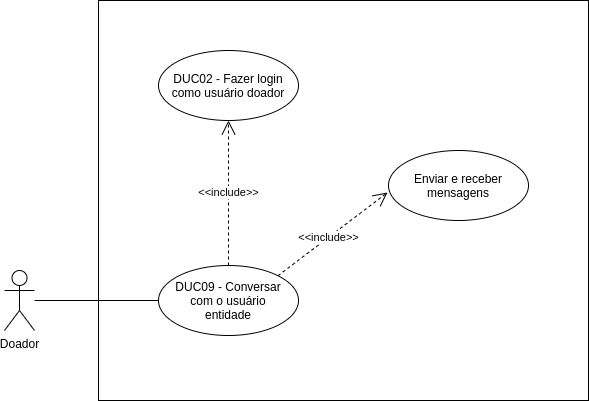 DUC02 - Fazer login
como usuário doador
<<include>>
Enviar e receber
mensagens
<<include>>
DUC09 - Conversar
com o usuário
entidade
Doador